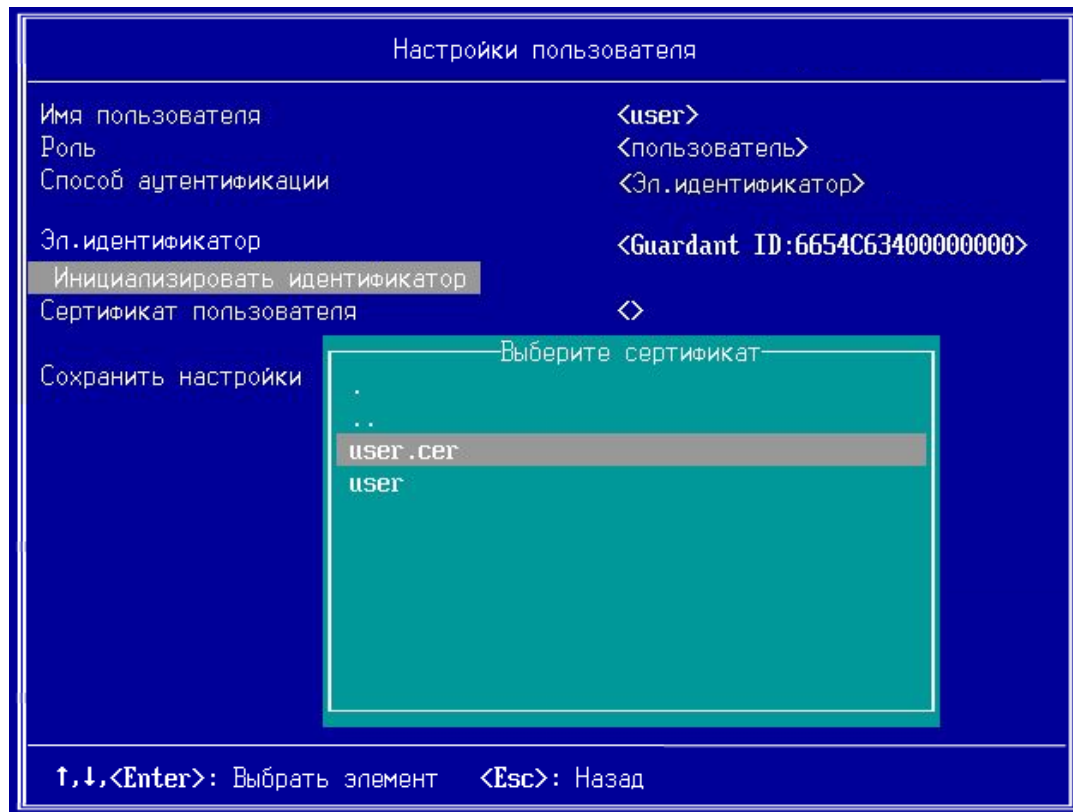 Настройки пользователя
Имя пользователя <user>
Роль <пользователь>
Способ аутентификации <Эл.идентификатор>
Эл.идентификатор <Guardant ID:6654C63400000000>
Инициализировать идентификатор
Сертификат пользователя <>
Выберите сертификат
Сохранить настройки
.
..
user.cer
user
↑,↓,<Enter>: Выбрать элемент <Esc>: Назад